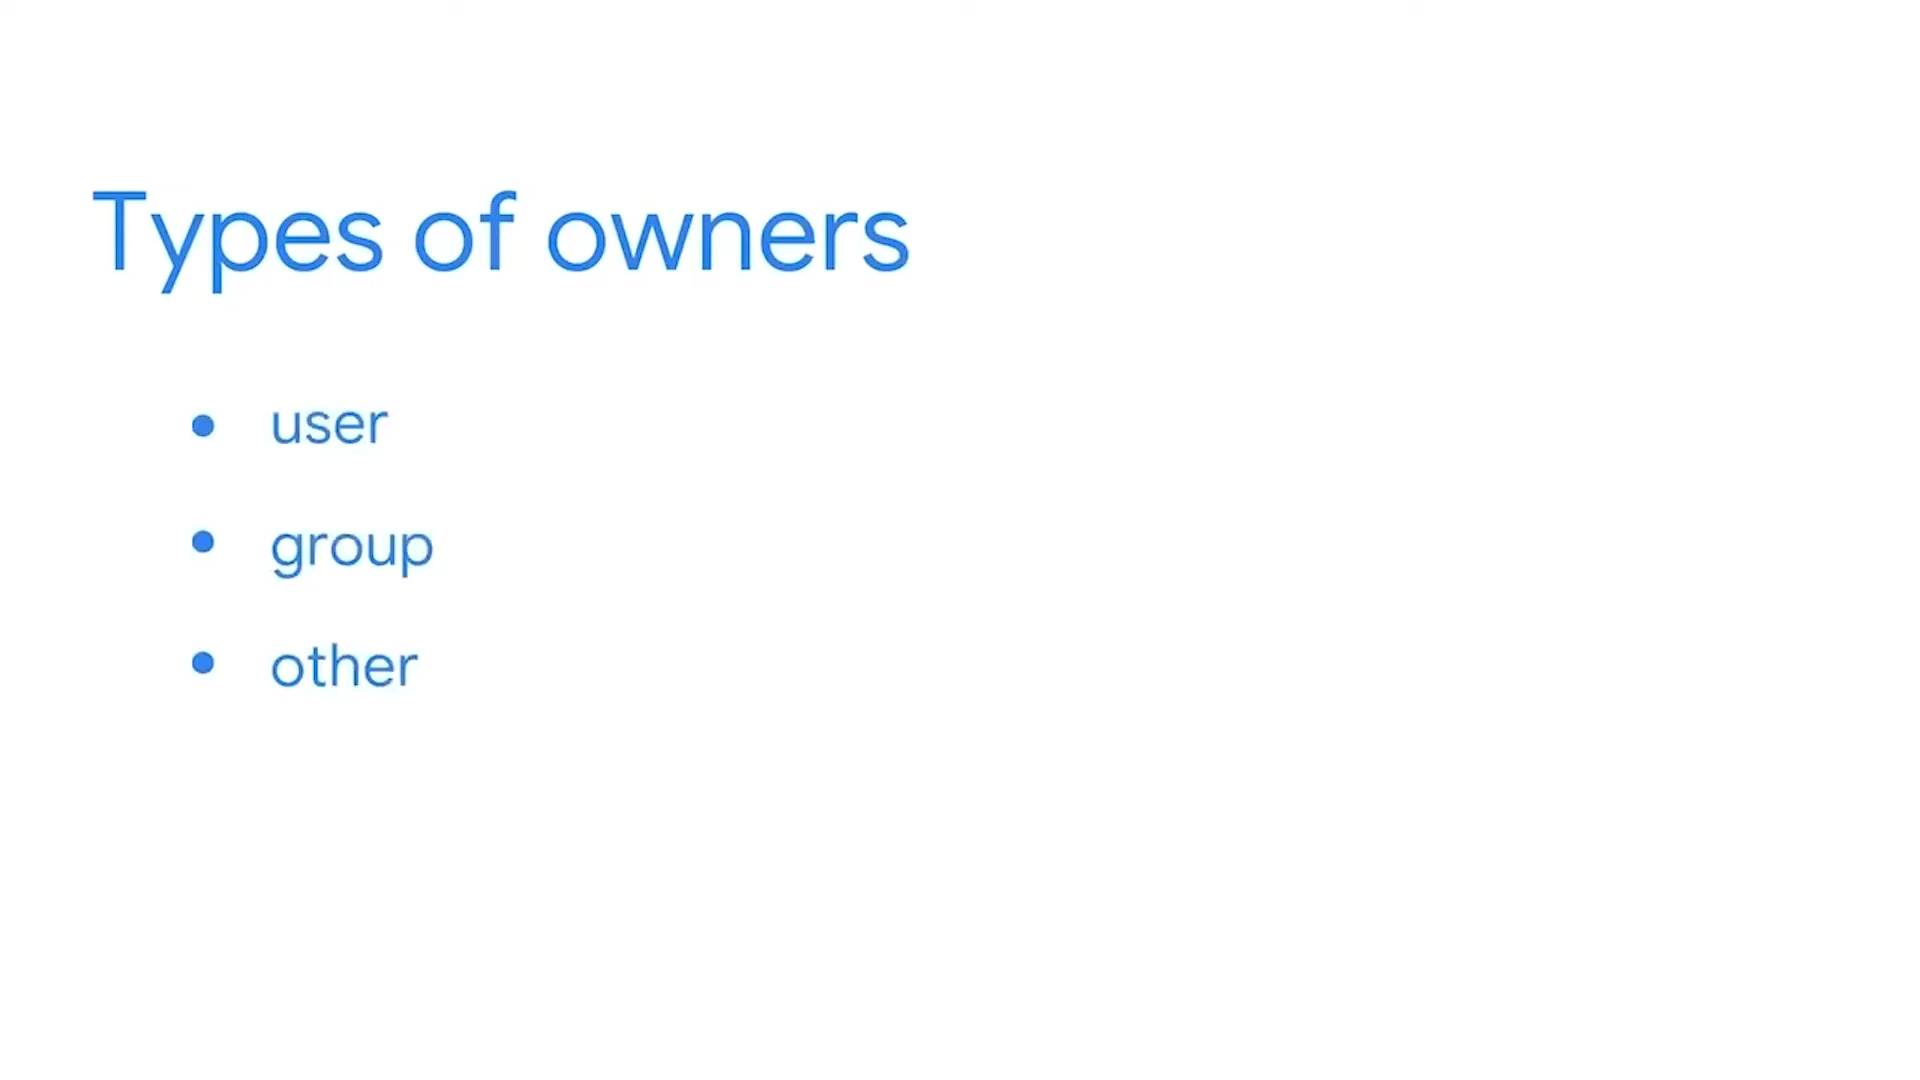 Types of owners
• user
• group
• other